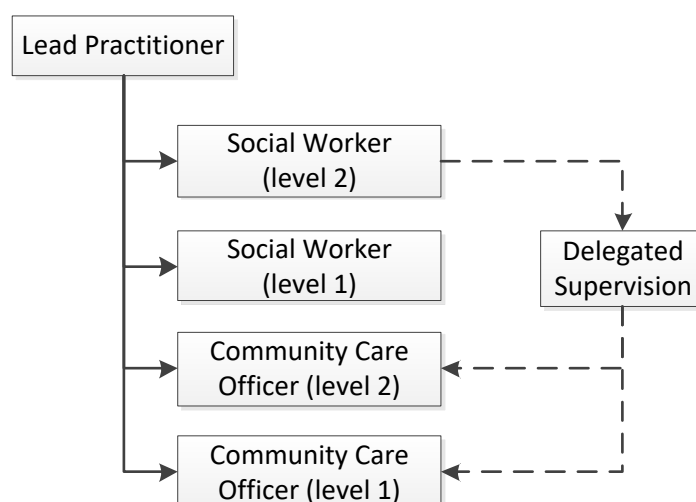 Lead Practitioner
Social Worker
(level 2)
Social Worker
(level 1)
Delegated
Supervision
Community Care
Officer (level 2)
Community Care
Officer (level 1)